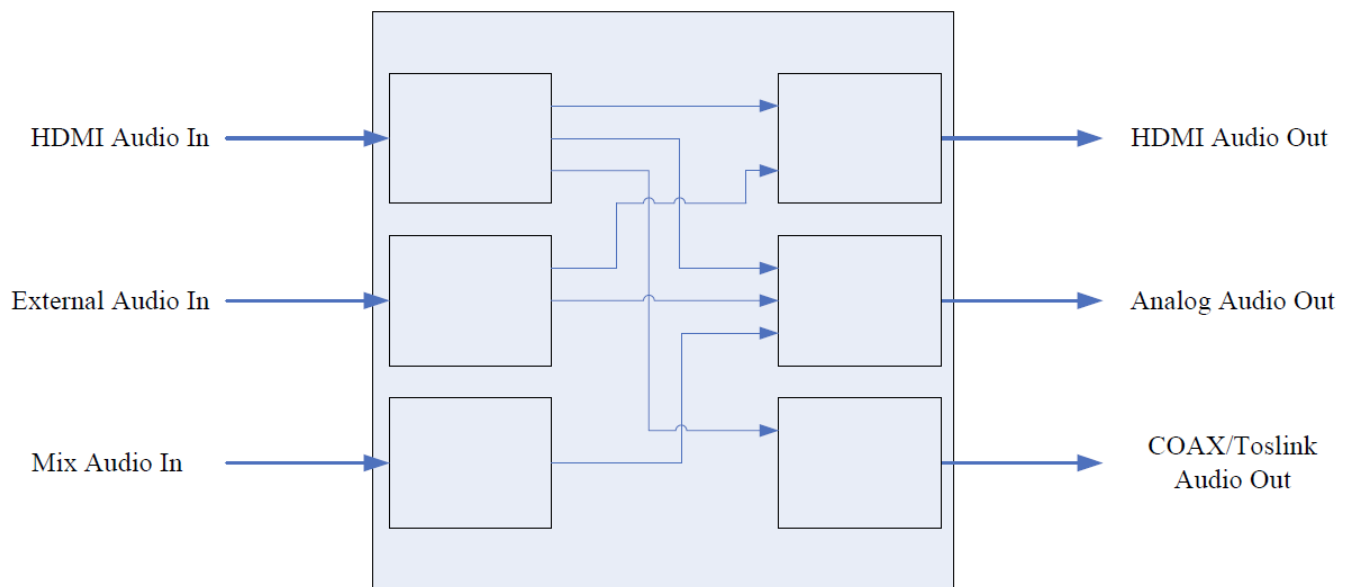 HDMI Audio In
HDMI Audio Out
External Audio In
Analog Audio Out
Mix Audio In
COAX/Toslink
Audio Out